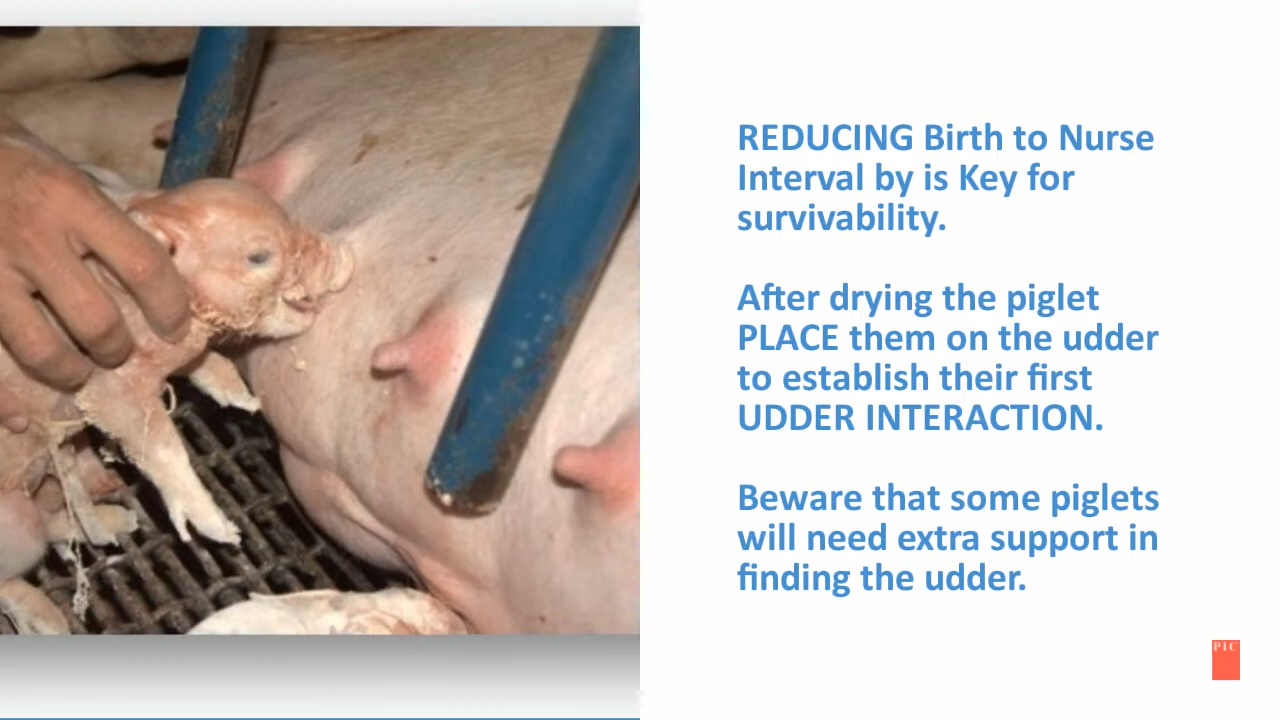 REDUCING Birth to Nurse
Interval by is Key for
survivability.
After drying the piglet
PLACE them on the udder
to establish their first
UDDER INTERACTION.
Beware that some piglets
will need extra support in
finding the udder.
PIC